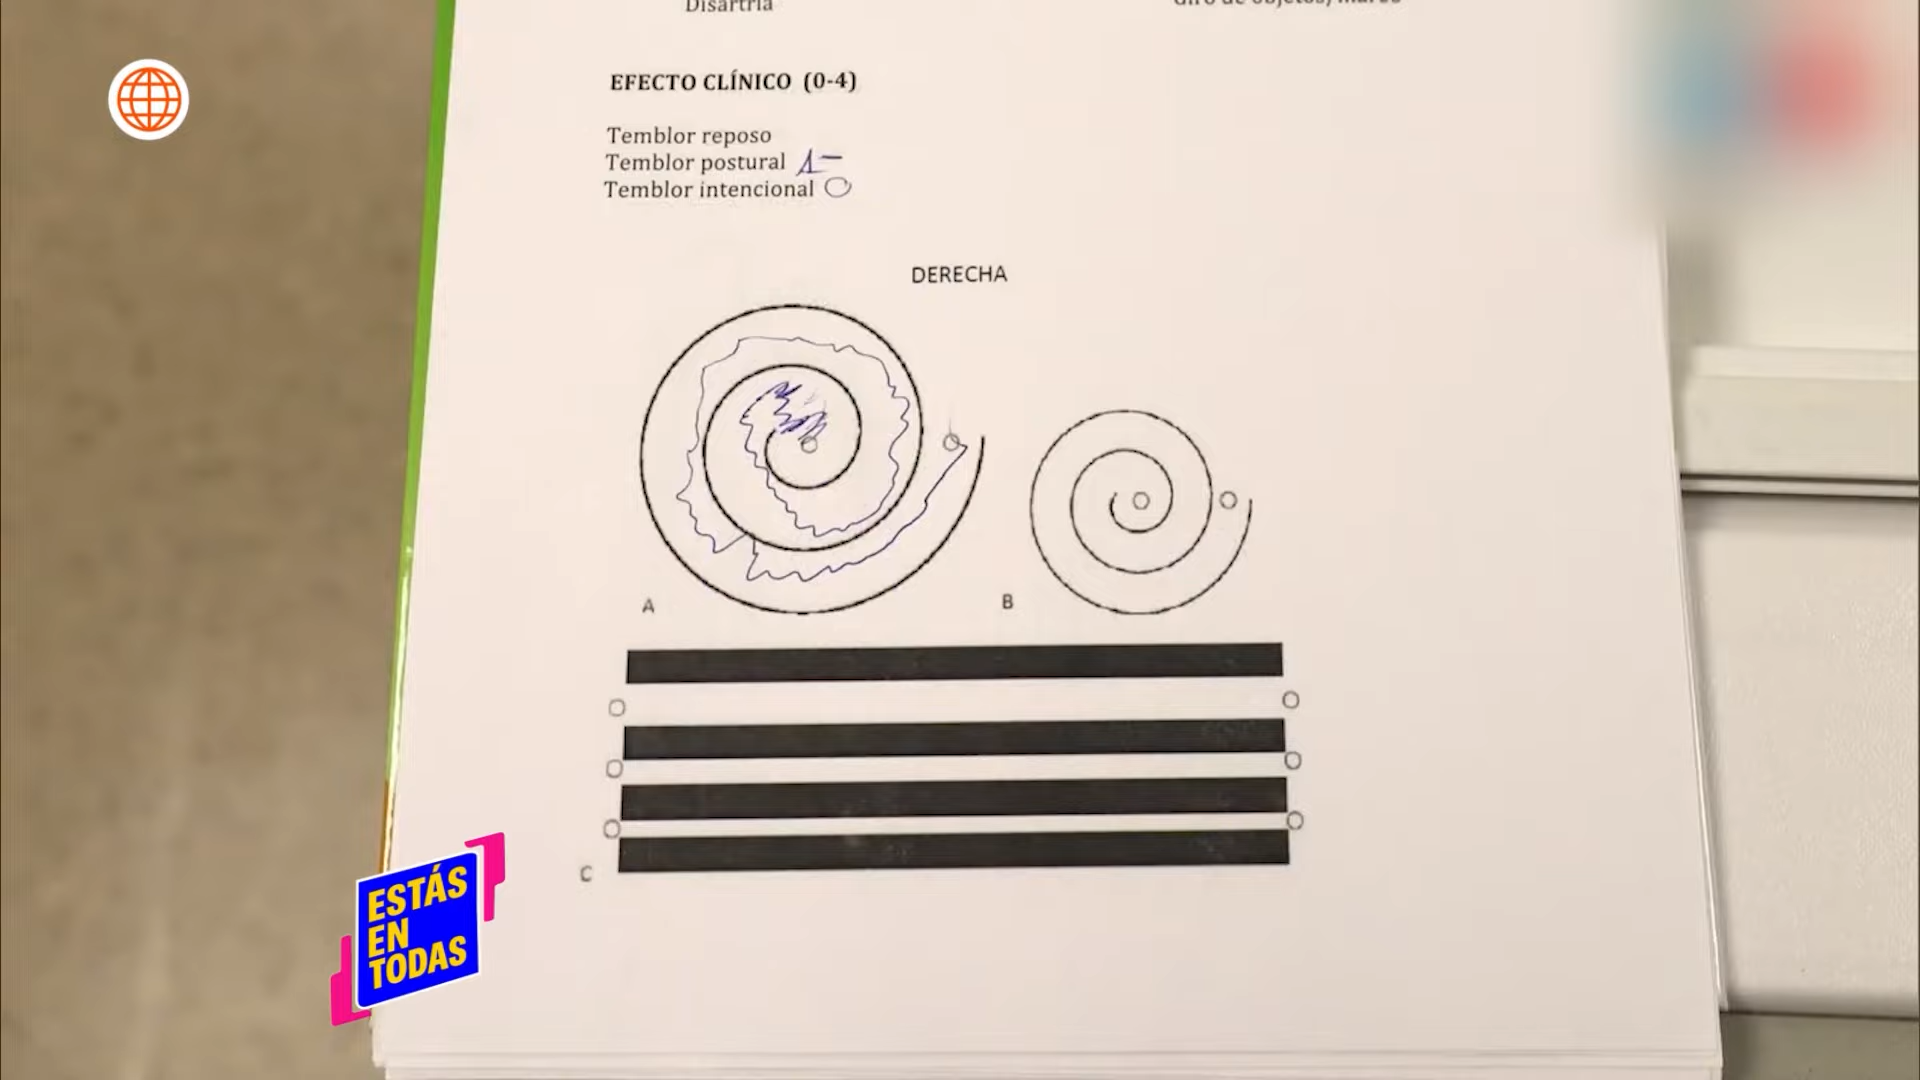 Disartria
EFECTO CLÍNICO (0-4)
Temblor reposo
Temblor postural 1-
Temblor intencional 0
DERECHA
A
B
C
ESTÁS
EN
TODAS